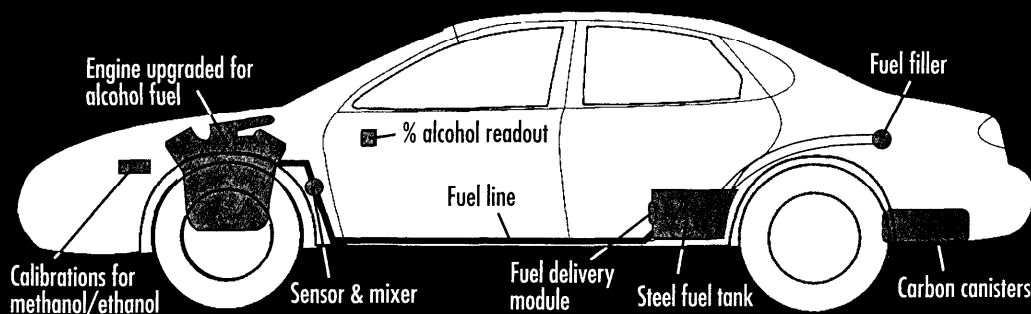 Engine upgraded for
alcohol fuel
Fuel filler
% alcohol readout
Fuel line
Calibrations for
methanol/ethanol
Sensor & mixer
Fuel delivery
module
Steel fuel tank
Carbon canisters